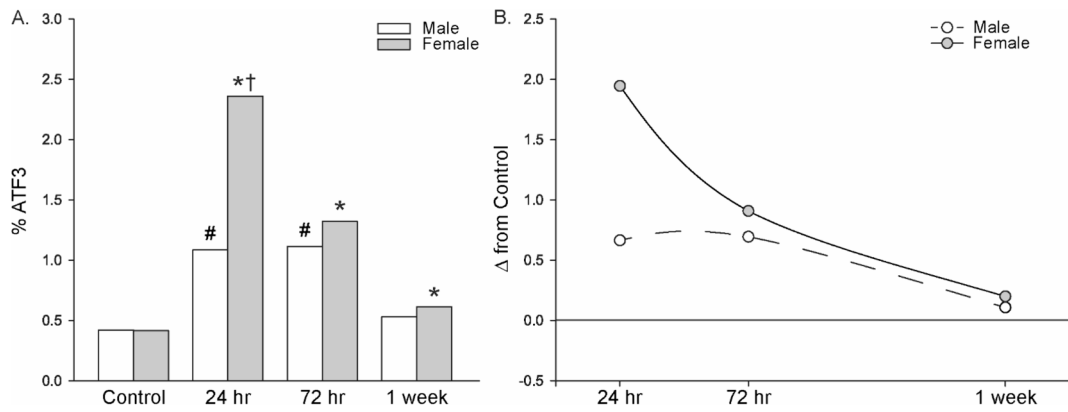 A.
% ATF3
3.0
2.5
2.0
1.5
1.0
0.5
0.0
Male
Female
*†
#
#
*
*
Control 24 hr 72 hr 1 week
B.
Δ from Control
2.5
2.0
1.5
1.0
0.5
0.0
-0.5
Male
Female
24 hr 72 hr 1 week